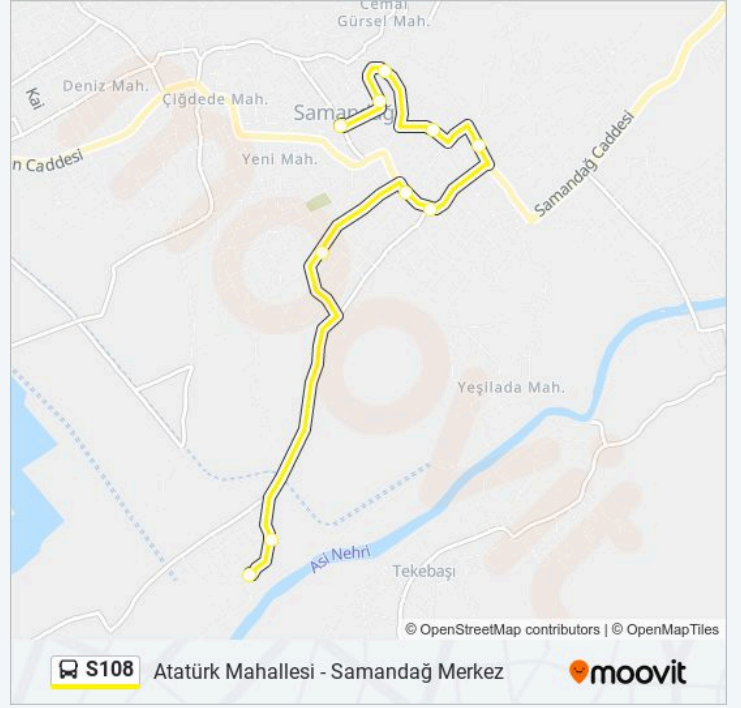 Cemal
Gürsel Mah.
Deniz Mah.
Kai
Çiğdede Mah.
Samandağ
Yeni Mah.
n Caddesi
Samandağ Caddesi
Yeşilada Mah.
Asi Nehri
Tekebaşı
© OpenStreetMap contributors | © OpenMapTiles
S108 Atatürk Mahallesi - Samandağ Merkez moovit
moovit